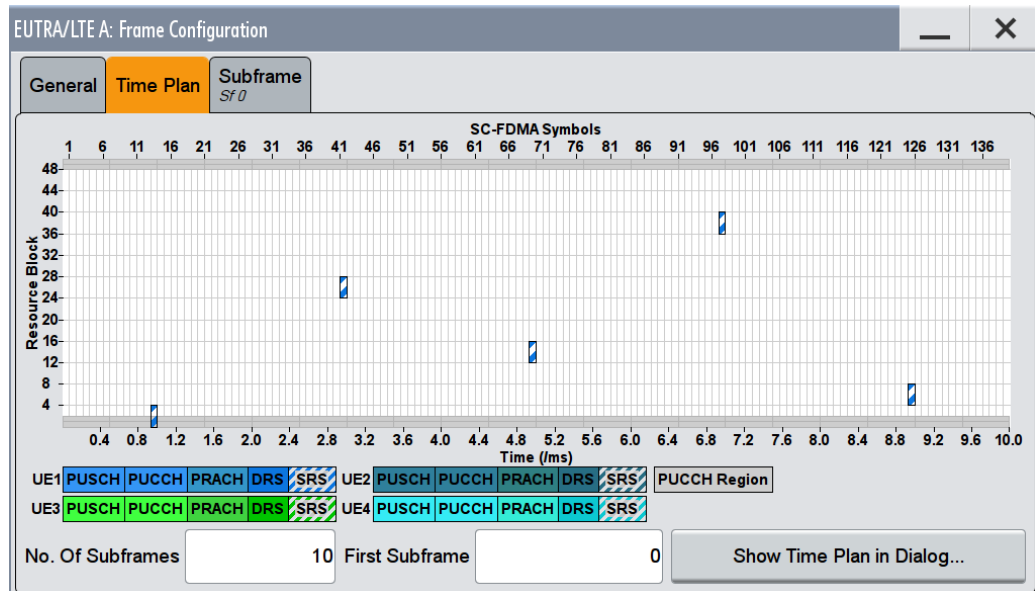 EUTRA/LTE A: Frame Configuration
General Time Plan Subframe
Sf 0
SC-FDMA Symbols
1 6 11 16 21 26 31 36 41 46 51 56 61 66 71 76 81 86 91 96 101 106 111 116 121 126 131 136
48
44
40
36
32
28
24
20
16
12
8
4
Resource Block
0.4 0.8 1.2 1.6 2.0 2.4 2.8 3.2 3.6 4.0 4.4 4.8 5.2 5.6 6.0 6.4 6.8 7.2 7.6 8.0 8.4 8.8 9.2 9.6 10.0
Time (/ms)
UE1 PUSCH PUCCH PRACH DRS SRS UE2 PUSCH PUCCH PRACH DRS SRS PUCCH Region
UE3 PUSCH PUCCH PRACH DRS SRS UE4 PUSCH PUCCH PRACH DRS SRS
No. Of Subframes 10 First Subframe 0 Show Time Plan in Dialog...